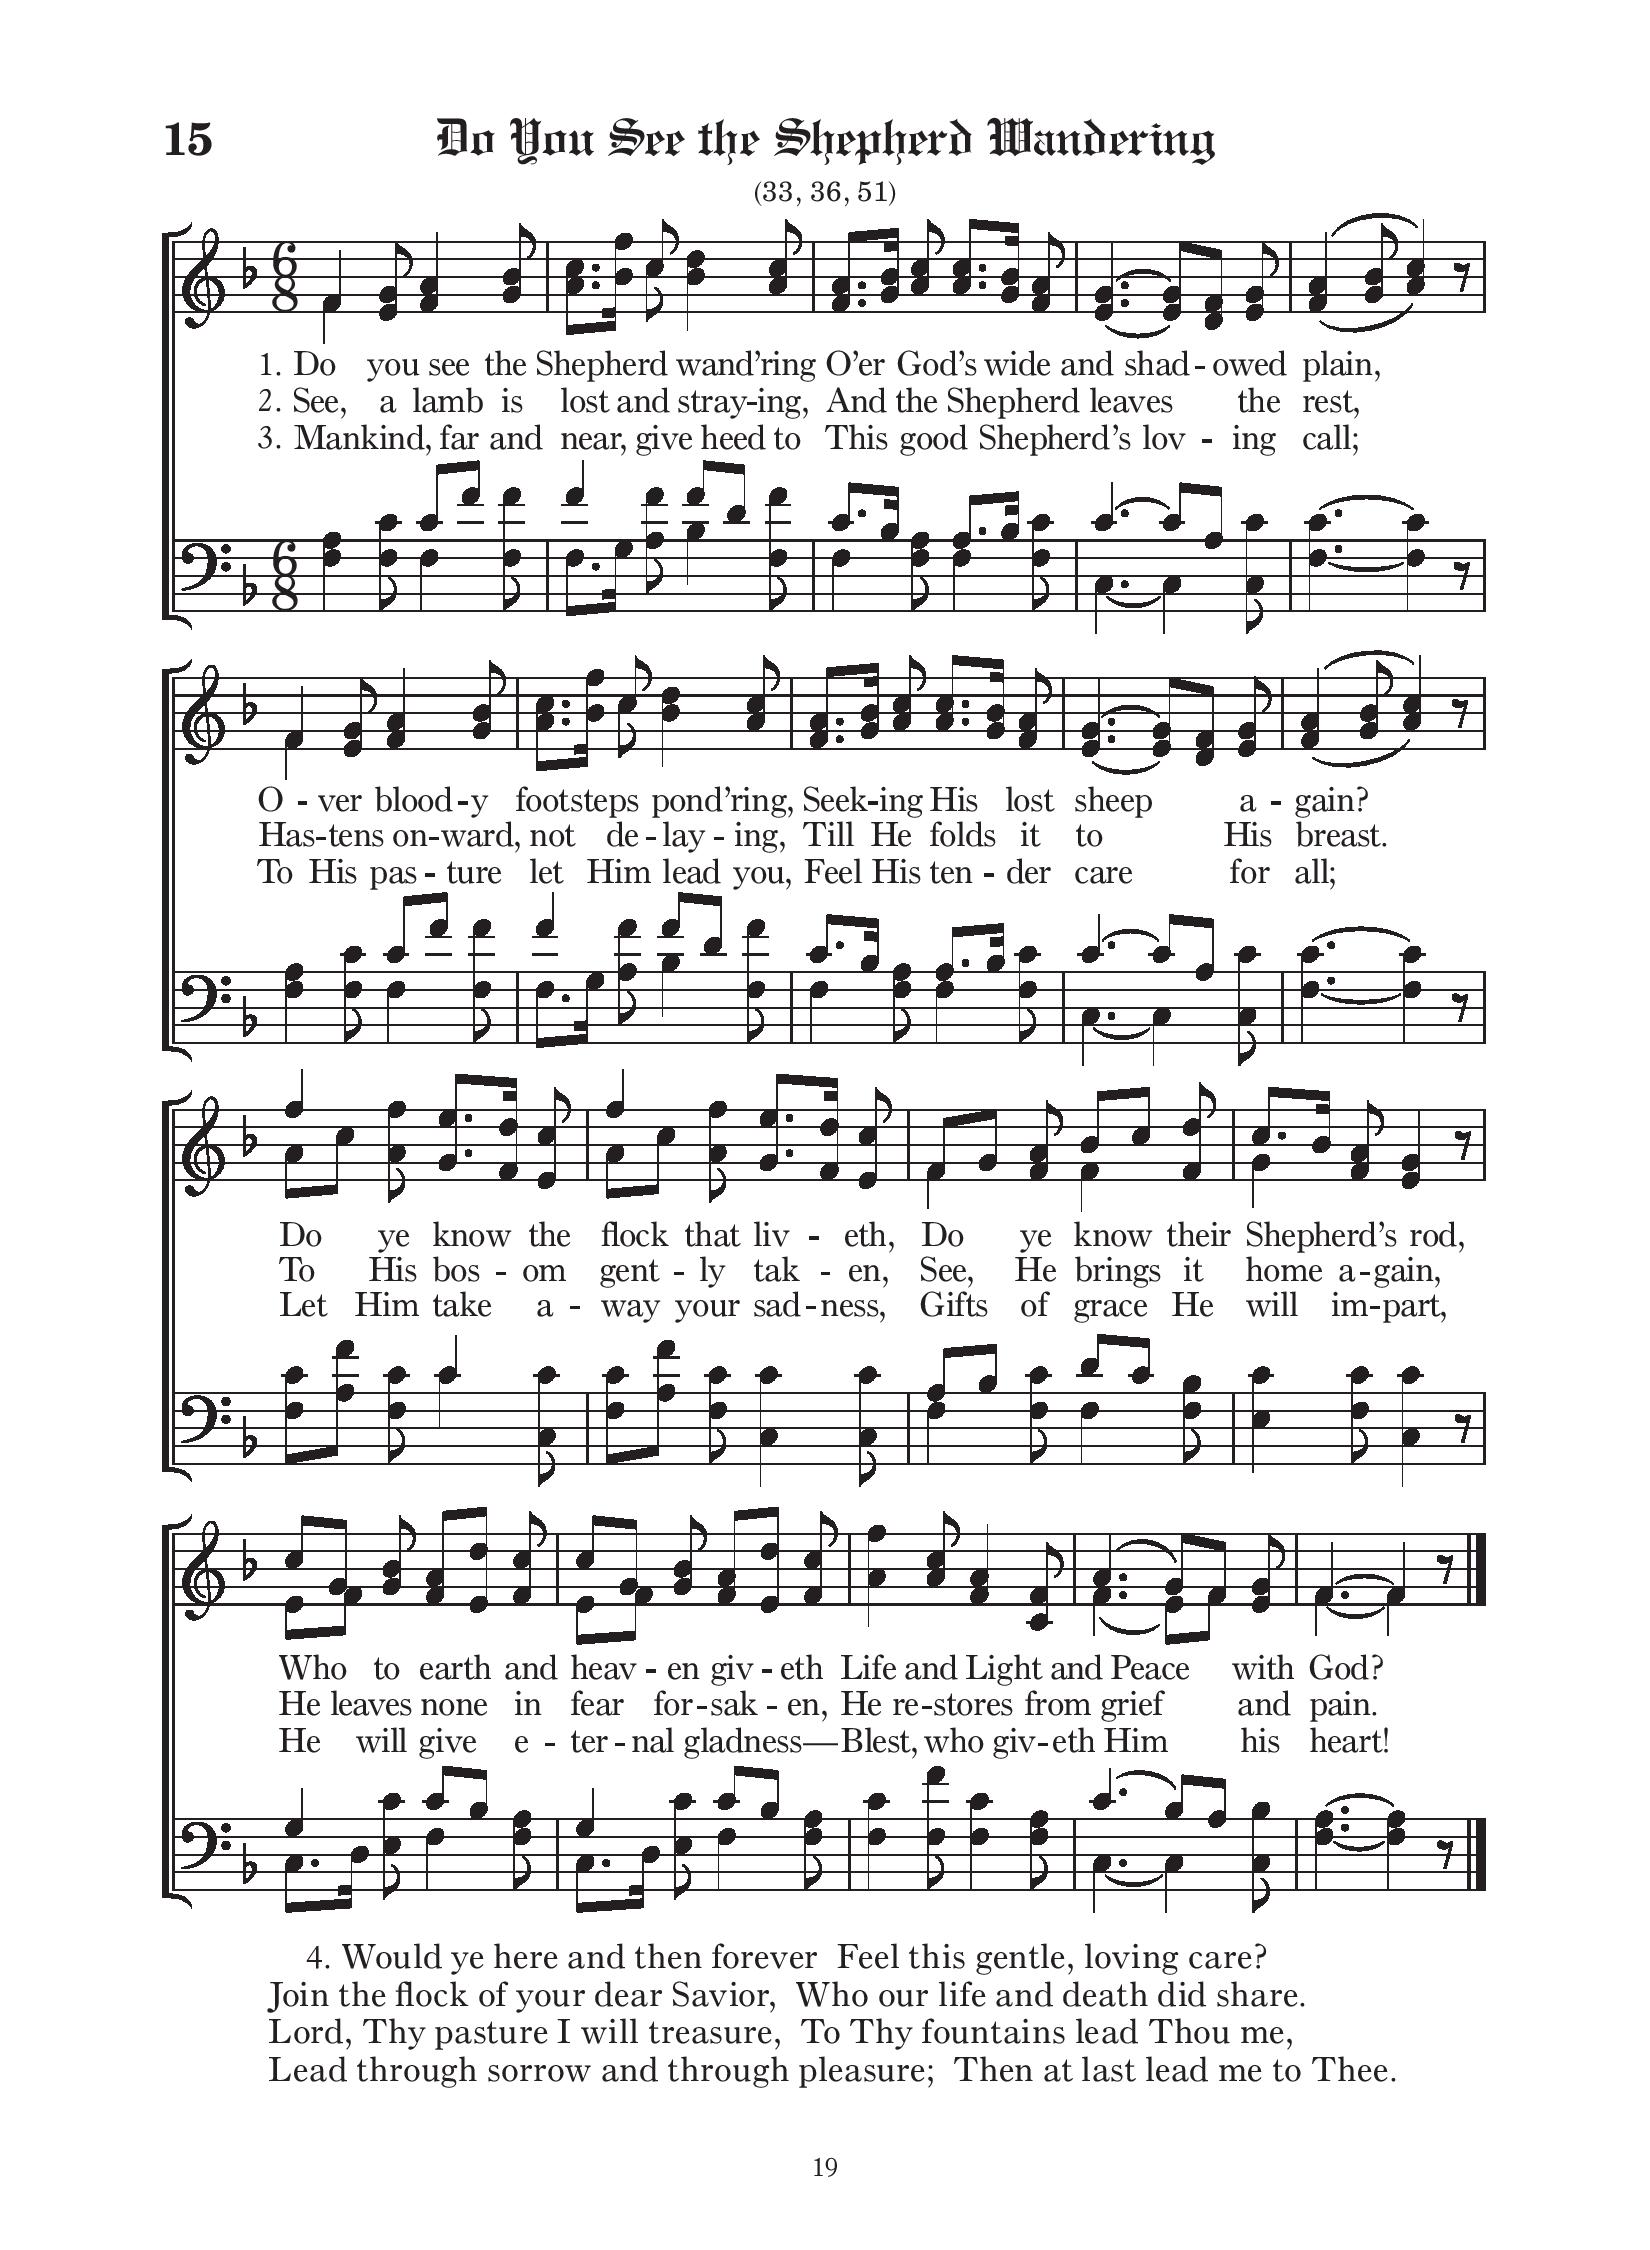 15 Do You See the Shepherd Wandering
(33, 36, 51)
6 8
1. Do you see the Shepherd wand’ring O’er God’s wide and shad-owed plain,
2. See, a lamb is lost and stray-ing, And the Shepherd leaves the rest,
3. Mankind, far and near, give heed to This good Shepherd’s lov - ing call;
6 8
O - ver blood-y footsteps pond’ring, Seek-ing His lost sheep a - gain?
Has-tens on-ward, not de-lay - ing, Till He folds it to His breast.
To His pas - ture let Him lead you, Feel His ten - der care for all;
Do ye know the flock that liv - eth, Do ye know their Shepherd’s rod,
To His bos - om gent - ly tak - en, See, He brings it home a-gain,
Let Him take a - way your sad-ness, Gifts of grace He will im-part,
Who to earth and heav - en giv - eth Life and Light and Peace with God?
He leaves none in fear for-sak - en, He re-stores from grief and pain.
He will give e - ter - nal gladness—Blest, who giv-eth Him his heart!
4. Would ye here and then forever Feel this gentle, loving care?
Join the flock of your dear Savior, Who our life and death did share.
Lord, Thy pasture I will treasure, To Thy fountains lead Thou me,
Lead through sorrow and through pleasure; Then at last lead me to Thee.
19